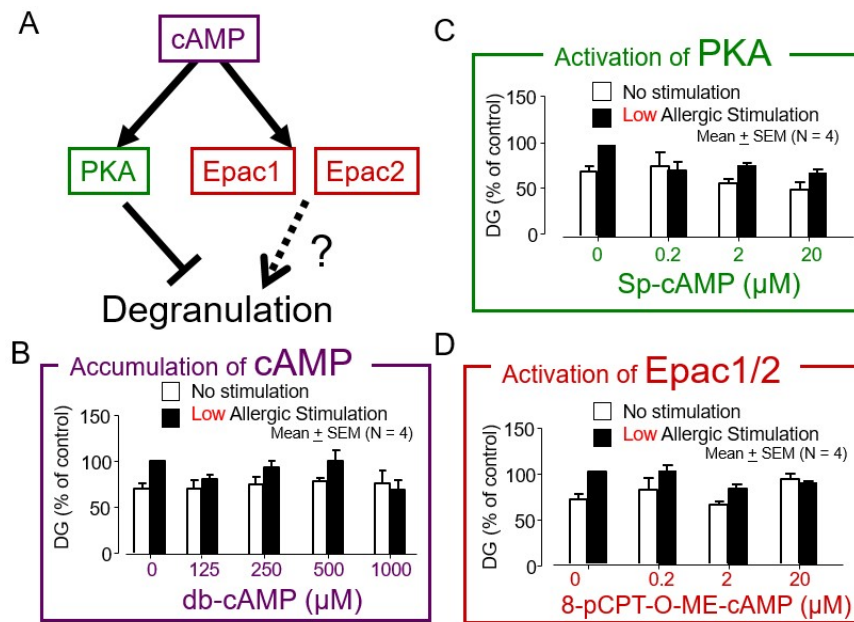 A
cAMP
PKA
Epac1
Epac2
?
Degranulation
B
Accumulation of cAMP
No stimulation
Low Allergic Stimulation
Mean ± SEM (N = 4)
DG (% of control)
150
100
50
0
0 125 250 500 1000
db-cAMP (µM)
C
Activation of PKA
No stimulation
Low Allergic Stimulation
Mean ± SEM (N = 4)
DG (% of control)
150
100
50
0
0 0.2 2 20
Sp-cAMP (µM)
D
Activation of Epac1/2
No stimulation
Low Allergic Stimulation
Mean ± SEM (N = 4)
DG (% of control)
150
100
50
0
0 0.2 2 20
8-pCPT-O-ME-cAMP (µM)